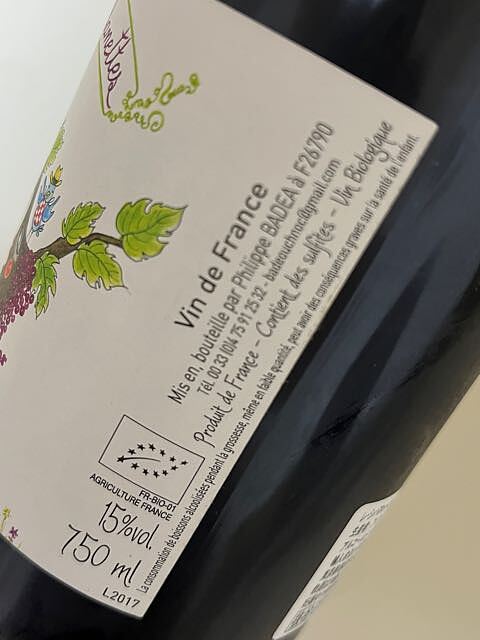 Vin de France
Mis en bouteille par Philippe BADEA à F26790
Tél. 00 33 (0)4 75 91 25 32 - badeaouchnoc@gmail.com
Produit de France - Contient des sulfites - Vin Biologique
La consommation de boissons alcoolisées pendant la grossesse, même en faible quantité, peut avoir des conséquences graves sur la santé de l'enfant.
FR-BIO-01
AGRICULTURE FRANCE
15%vol.
750 ml
L2017